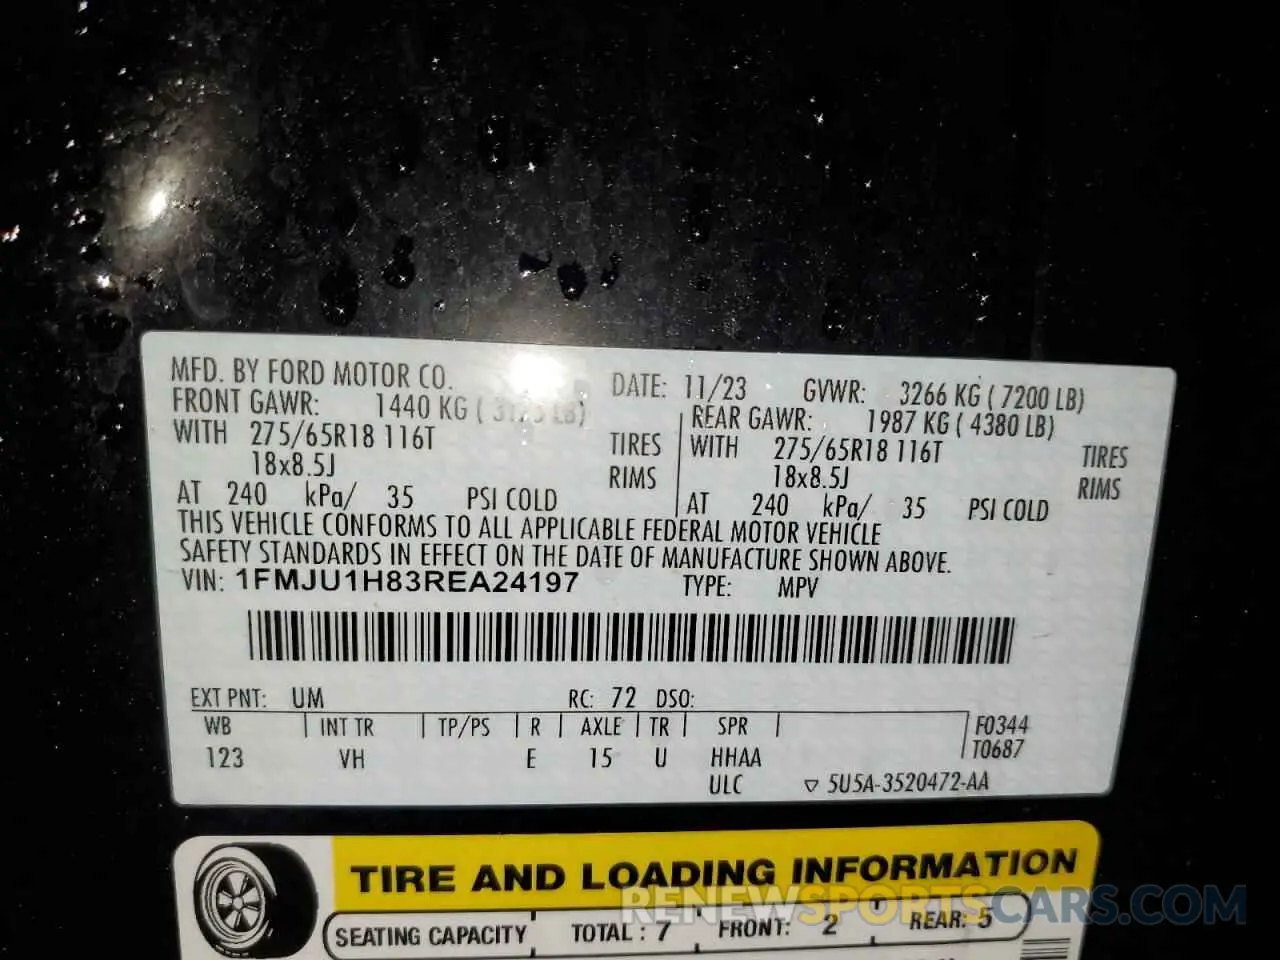 MFD. BY FORD MOTOR CO. DATE: 11/23 GVWR: 3266 KG ( 7200 LB)
FRONT GAWR: 1440 KG ( LB) REAR GAWR: 1987 KG ( 4380 LB)
WITH 275/65R18 116T TIRES WITH 275/65R18 116T TIRES
18x8.5J RIMS 18x8.5J RIMS
AT 240 kPa/ 35 PSI COLD AT 240 kPa/ 35 PSI COLD
THIS VEHICLE CONFORMS TO ALL APPLICABLE FEDERAL MOTOR VEHICLE
SAFETY STANDARDS IN EFFECT ON THE DATE OF MANUFACTURE SHOWN ABOVE.
VIN: 1FMJU1H83REA24197 TYPE: MPV
EXT PNT: UM RC: 72 DSO:
WB INT TR TP/PS R AXLE TR SPR F0344
123 VH E 15 U HHAA T0687
ULC ▽ 5U5A-3520472-AA
TIRE AND LOADING INFORMATION
RENEWSPORTSCARS.COM
SEATING CAPACITY TOTAL : 7 FRONT: 2 REAR: 5